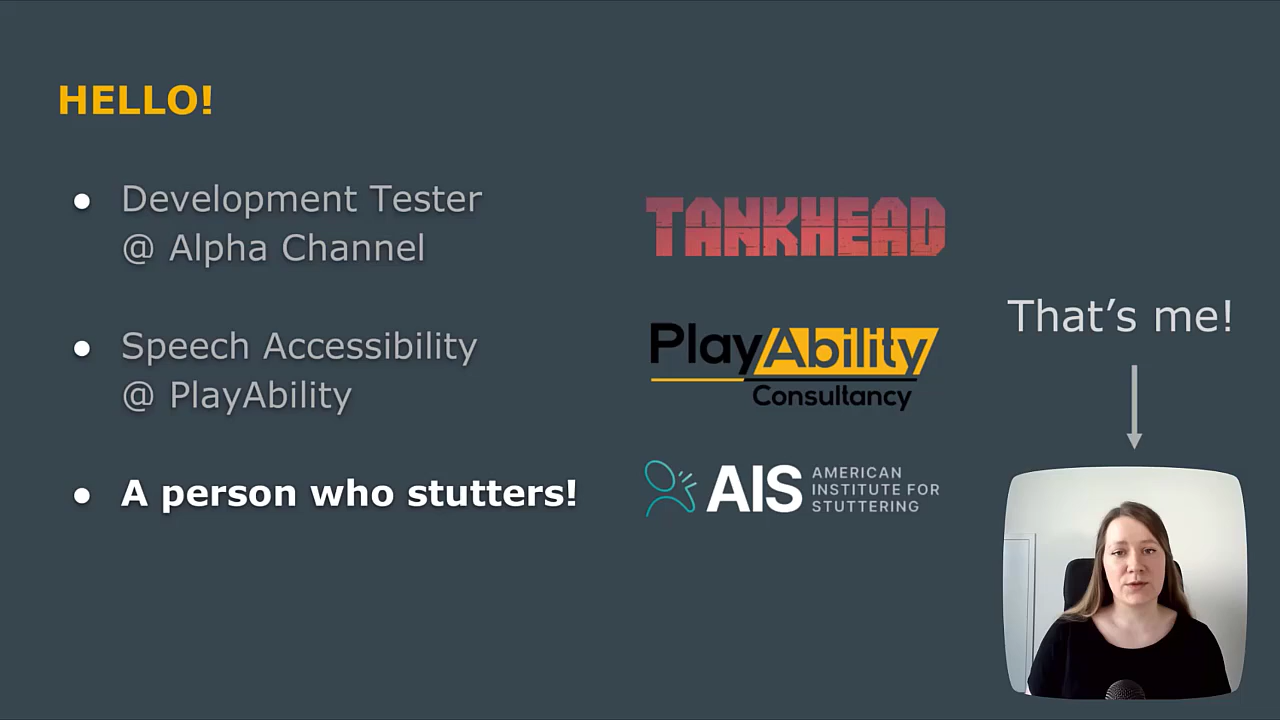 HELLO!
● Development Tester
@ Alpha Channel
● Speech Accessibility
@ PlayAbility
● A person who stutters!
TANKHEAD
PlayAbility
Consultancy
AIS AMERICAN
INSTITUTE FOR
STUTTERING
That’s me!